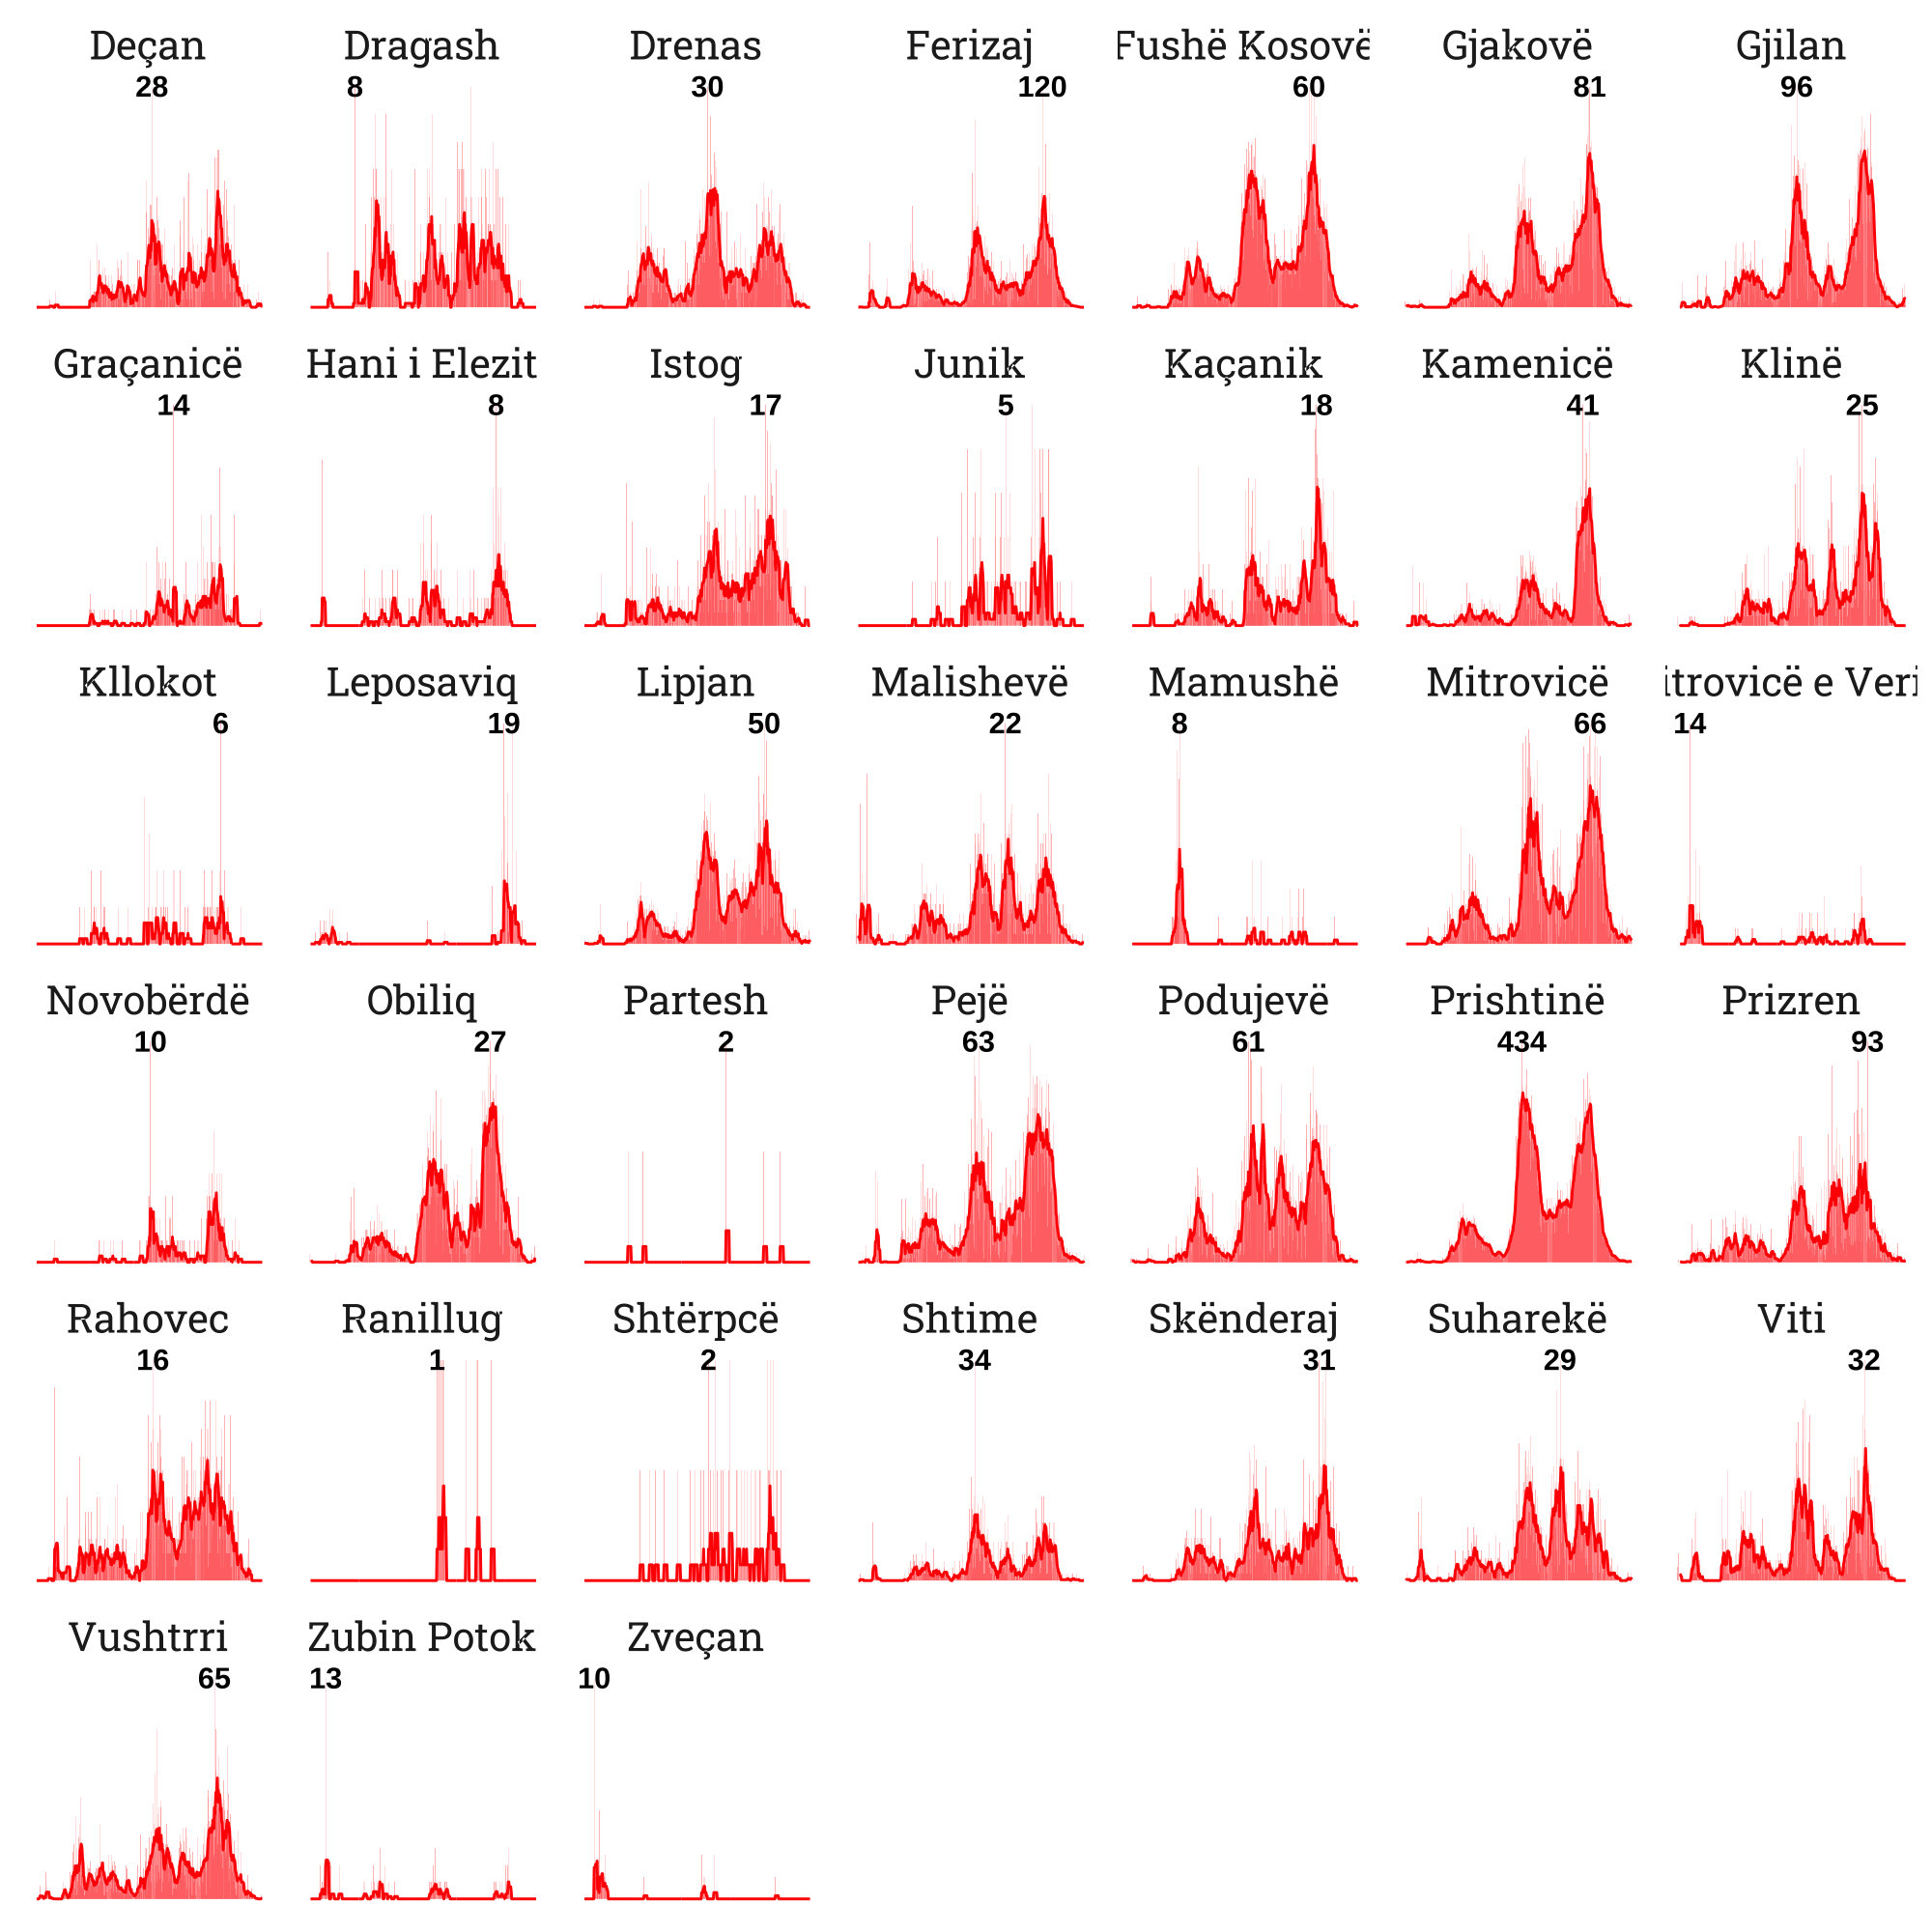 Deçan Dragash Drenas Ferizaj Fushë Kosovë Gjakovë Gjilan
28 8 30 120 60 81 96
Graçanicë Hani i Elezit Istog Junik Kaçanik Kamenicë Klinë
14 8 17 5 18 41 25
Kllokot Leposaviq Lipjan Malishevë Mamushë Mitrovicë itrovicë e Veri
6 19 50 22 8 66 14
Novobërdë Obiliq Partesh Pejë Podujevë Prishtinë Prizren
10 27 2 63 61 434 93
Rahovec Ranillug Shtërpcë Shtime Skënderaj Suharekë Viti
16 1 2 34 31 29 32
Vushtrri Zubin Potok Zveçan
65 13 10